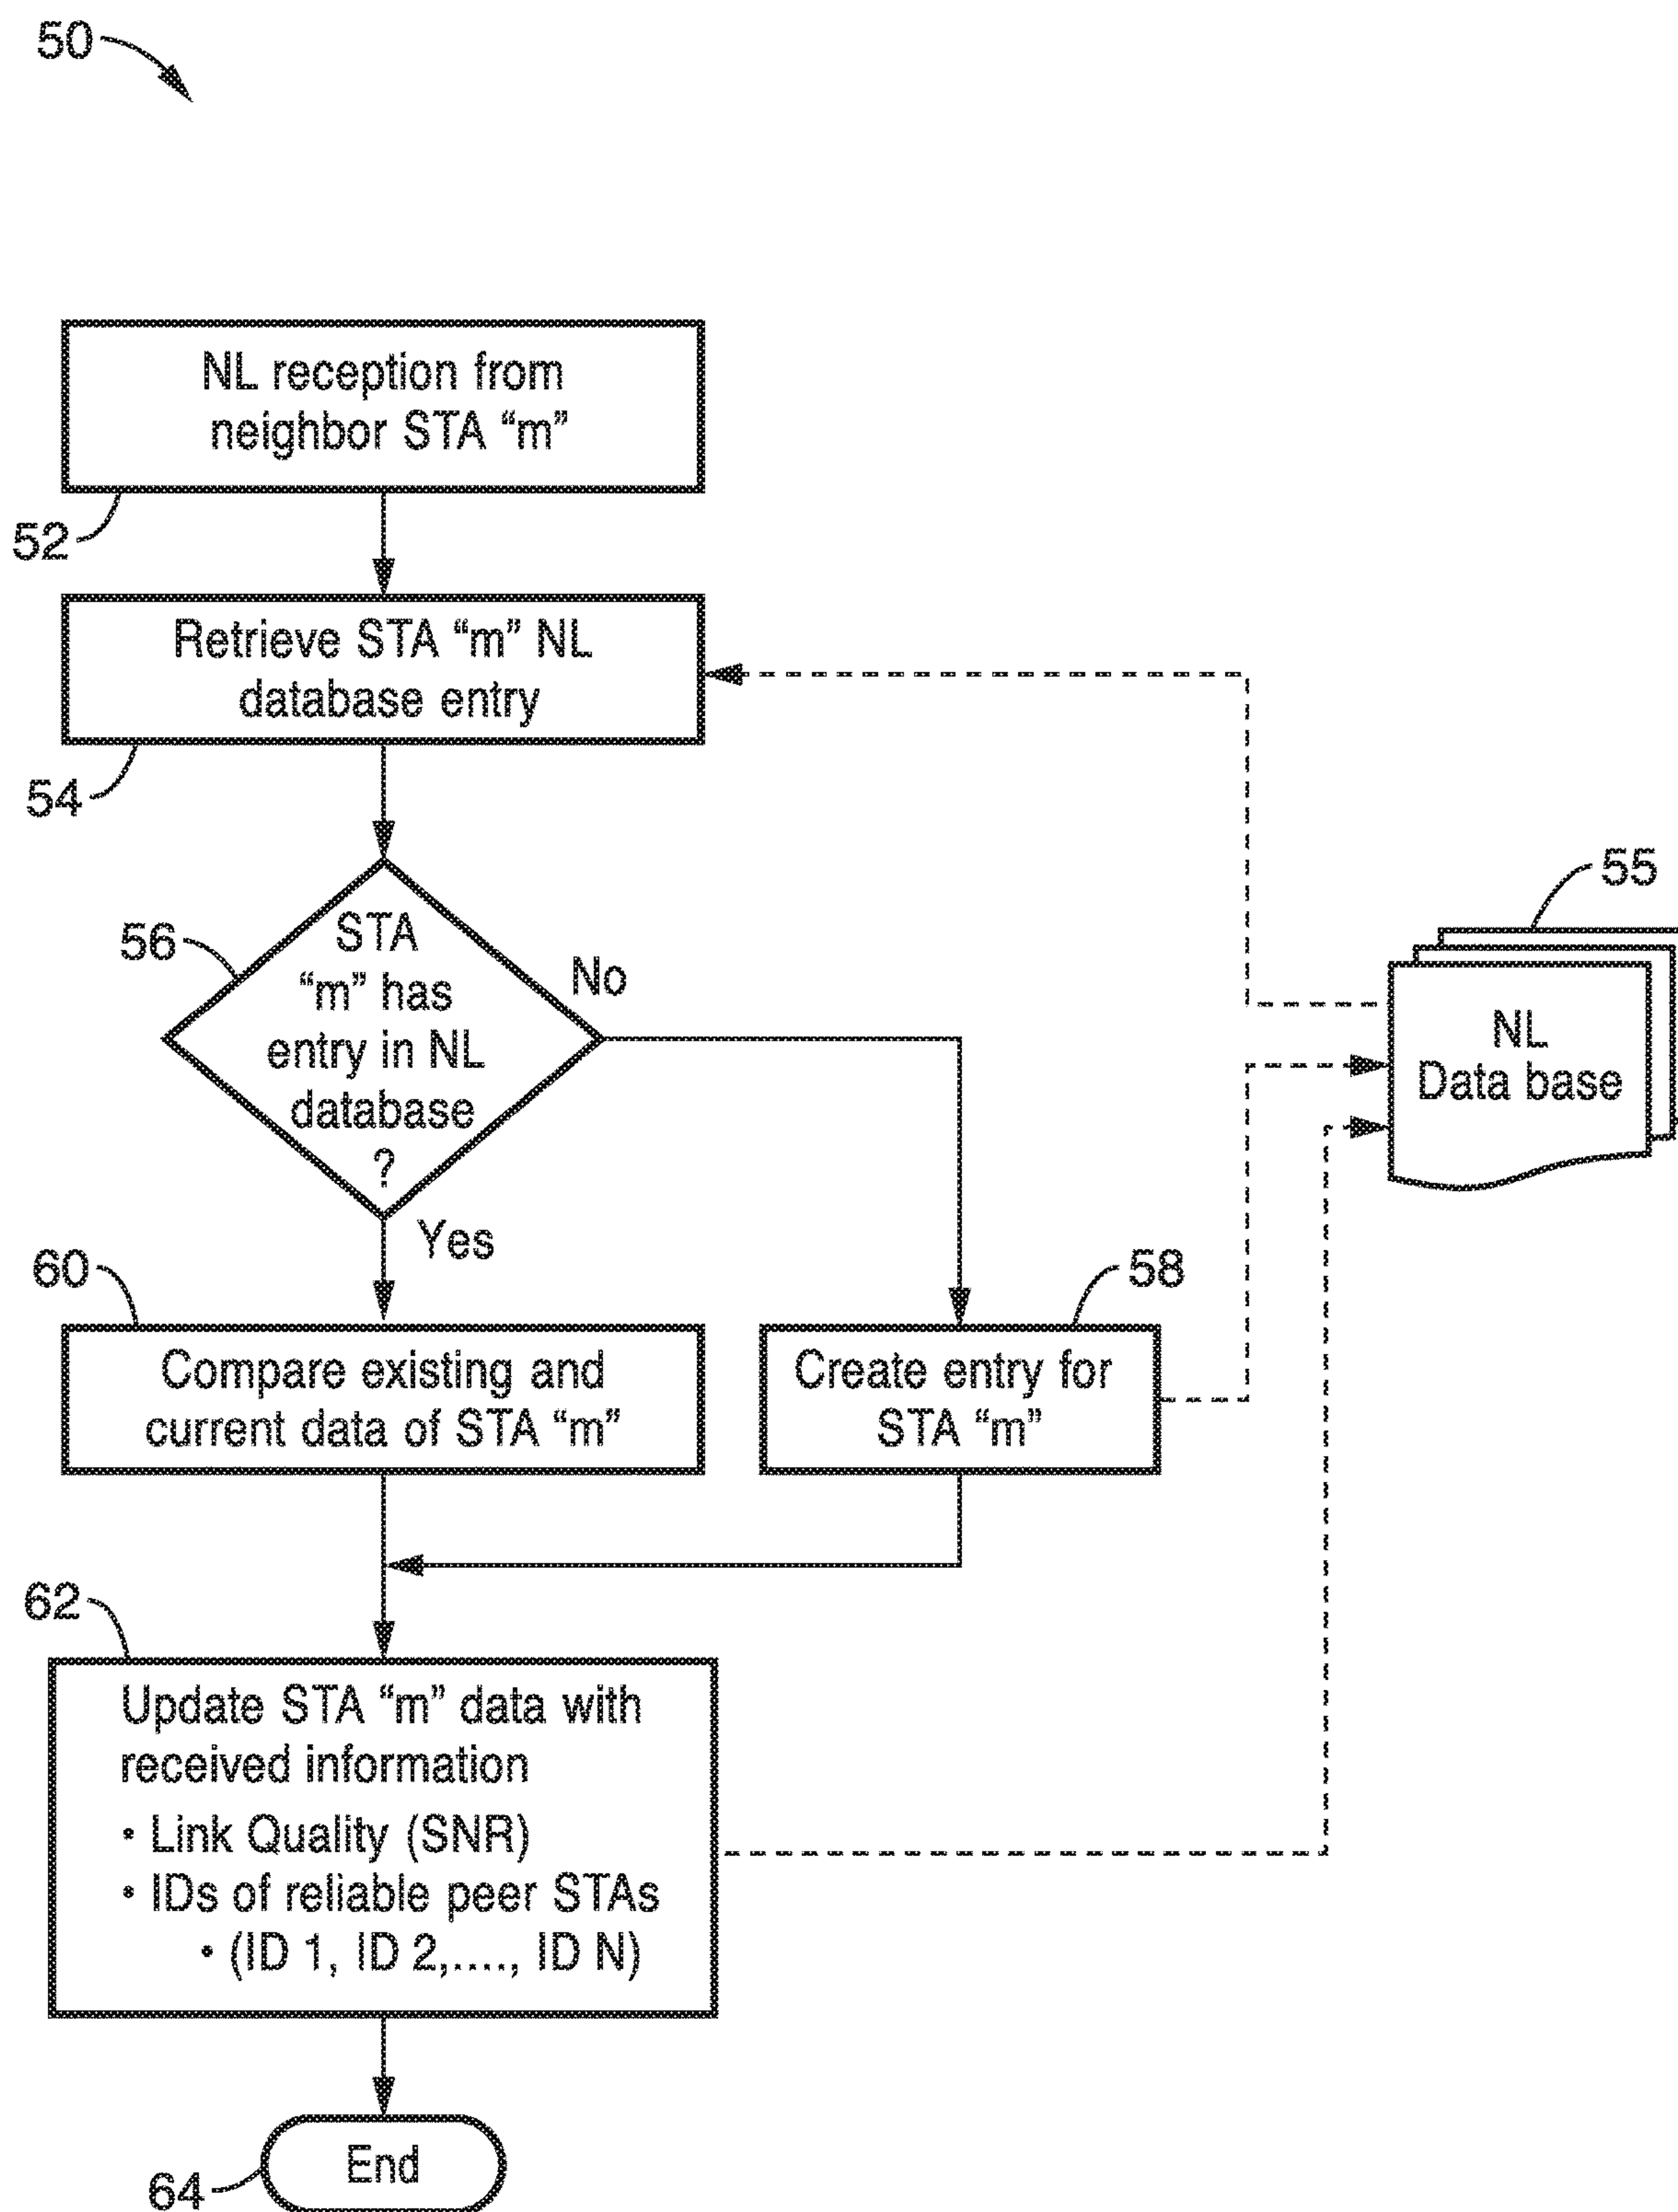 50
NL reception from
neighbor STA “m”
52
Retrieve STA “m” NL
database entry
54
55
NL
Data base
56
STA
“m” has
entry in NL
database
?
No
Yes
60
58
Compare existing and
current data of STA “m”
Create entry for
STA “m”
62
Update STA “m” data with
received information
• Link Quality (SNR)
• IDs of reliable peer STAs
• (ID 1, ID 2,...., ID N)
End
64